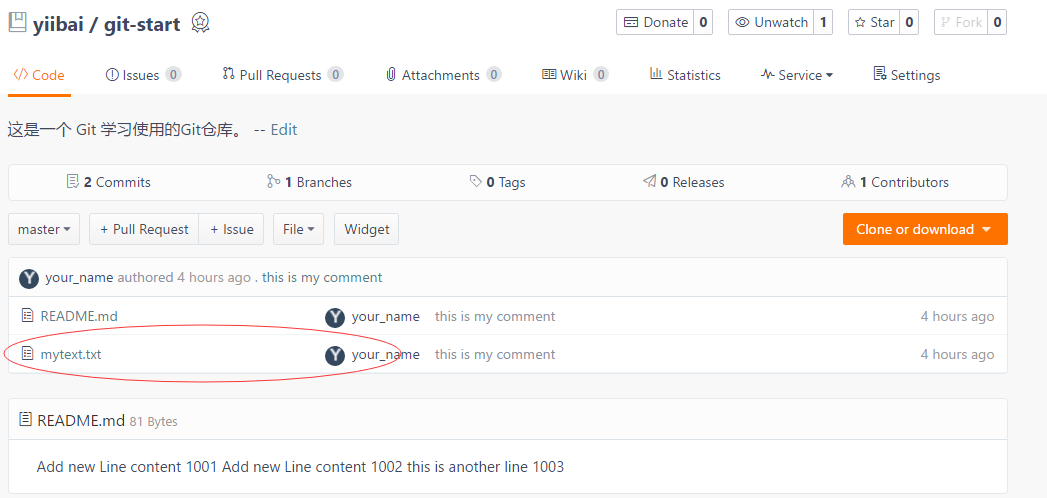 yiibai / git-start
Donate 0 Unwatch 1 Star 0 Fork 0
Code Issues 0 Pull Requests 0 Attachments 0 Wiki 0 Statistics Service Settings
这是一个 Git 学习使用的Git仓库。 -- Edit
2 Commits 1 Branches 0 Tags 0 Releases 1 Contributors
master + Pull Request + Issue File Widget Clone or download
Y your_name authored 4 hours ago . this is my comment
README.md Y your_name this is my comment 4 hours ago
mytext.txt Y your_name this is my comment 4 hours ago
README.md 81 Bytes
Add new Line content 1001 Add new Line content 1002 this is another line 1003